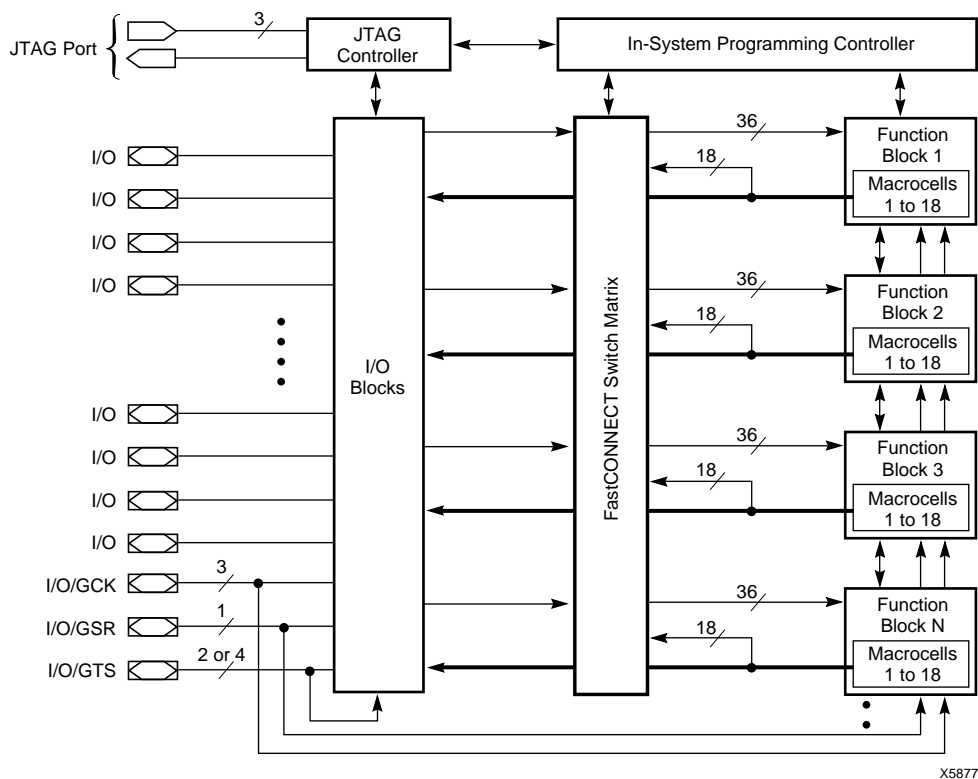 JTAG Port
3
JTAG
Controller
In-System Programming Controller
I/O
I/O
I/O
I/O
I/O
I/O
I/O
I/O
I/O/GCK
3
I/O/GSR
1
I/O/GTS
2 or 4
I/O
Blocks
FastCONNECT Switch Matrix
36
18
Function
Block 1
Macrocells
1 to 18
36
18
Function
Block 2
Macrocells
1 to 18
36
18
Function
Block 3
Macrocells
1 to 18
36
18
Function
Block N
Macrocells
1 to 18
X5877